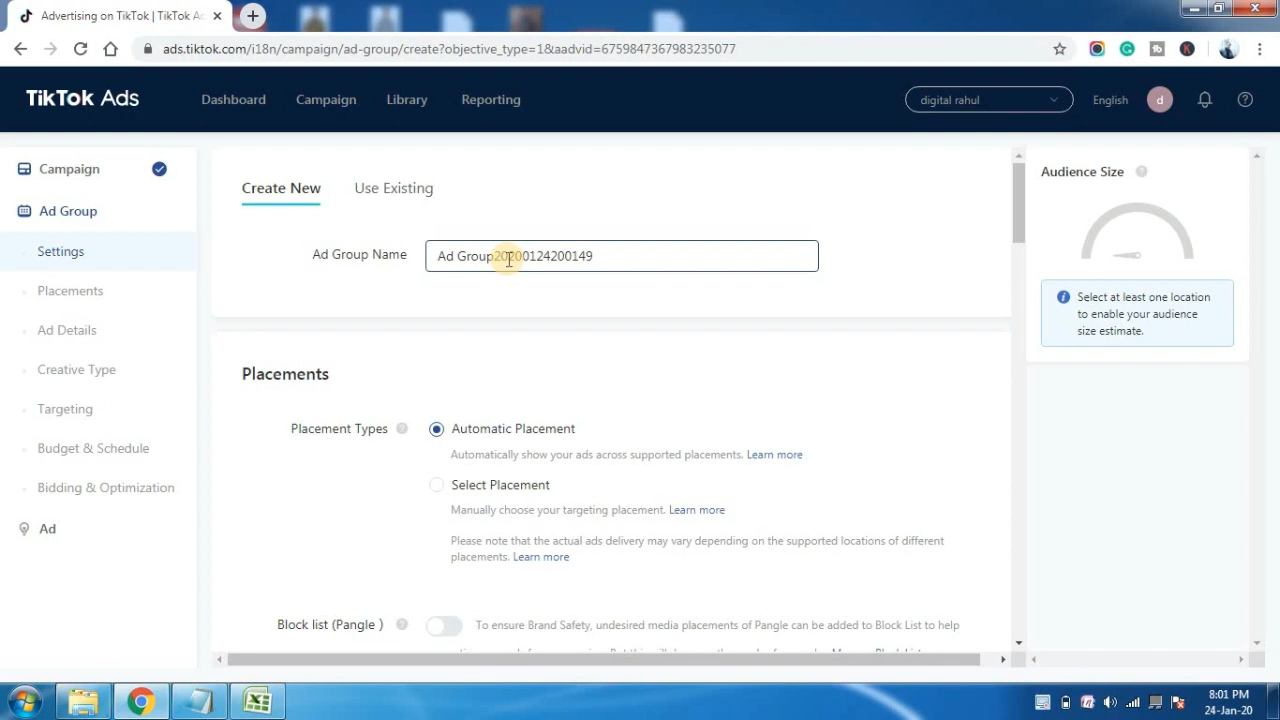 Advertising on TikTok | TikTok Ac
ads.tiktok.com/i18n/campaign/ad-group/create?objective_type=1&aadvid=6759847367983235077
TikTok Ads
Dashboard
Campaign
Library
Reporting
digital rahul
English
d
Campaign
Ad Group
Settings
Placements
Ad Details
Creative Type
Targeting
Budget & Schedule
Bidding & Optimization
Ad
Create New
Use Existing
Ad Group Name
Ad Group20200124200149
Placements
Placement Types
Automatic Placement
Automatically show your ads across supported placements. Learn more
Select Placement
Manually choose your targeting placement. Learn more
Please note that the actual ads delivery may vary depending on the supported locations of different
placements. Learn more
Block list (Pangle )
To ensure Brand Safety, undesired media placements of Pangle can be added to Block List to help
Audience Size
Select at least one location
to enable your audience
size estimate.
8:01 PM
24-Jan-20